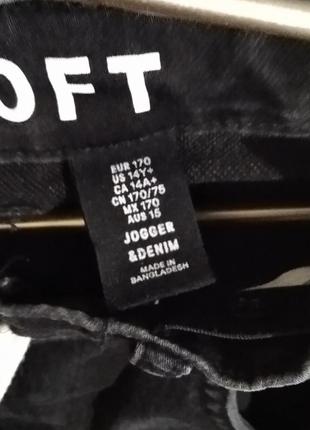 OFT
EUR 170
US 14Y+
CA 14A+
CN 170/75
MX 170
AUS 15
JOGGER
&DENIM
MADE IN
BANGLADESH